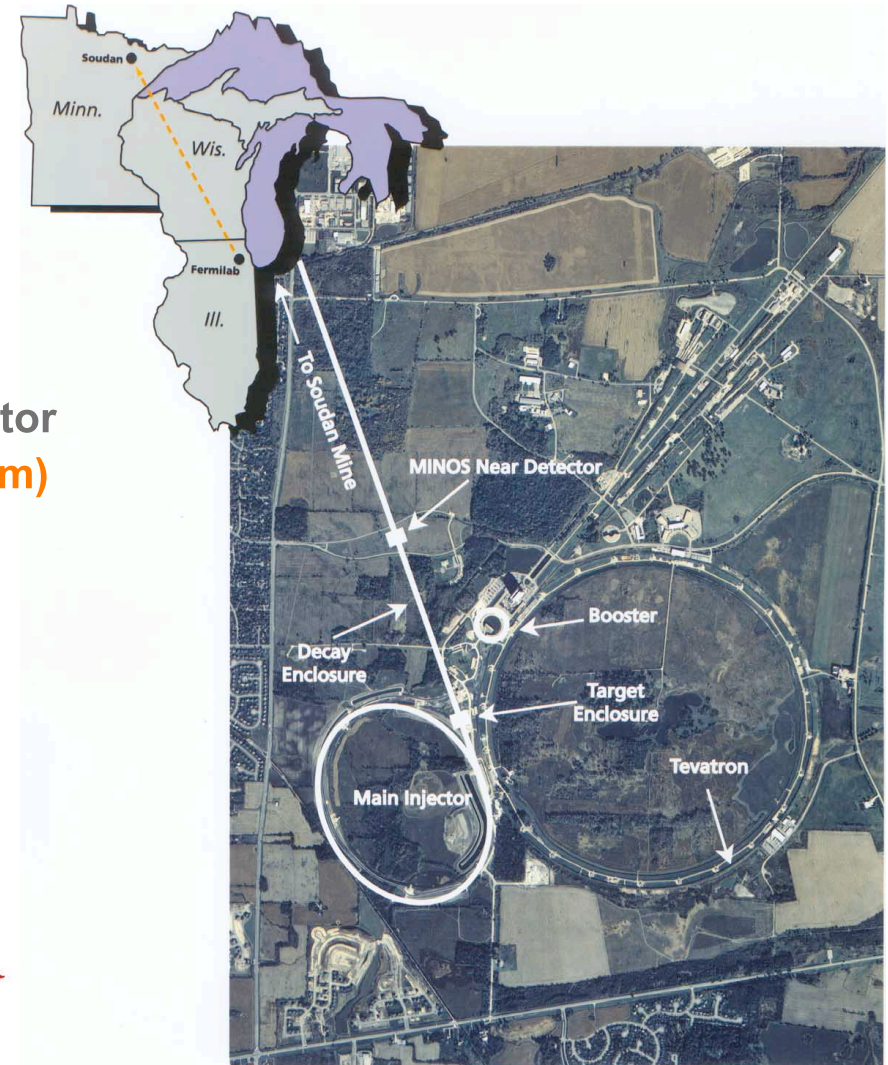 Soudan
Minn.
Wis.
Fermilab
Ill.
To Soudan Mine
tor
m)
MINOS Near Detector
Booster
Decay
Enclosure
Target
Enclosure
Tevatron
Main Injector